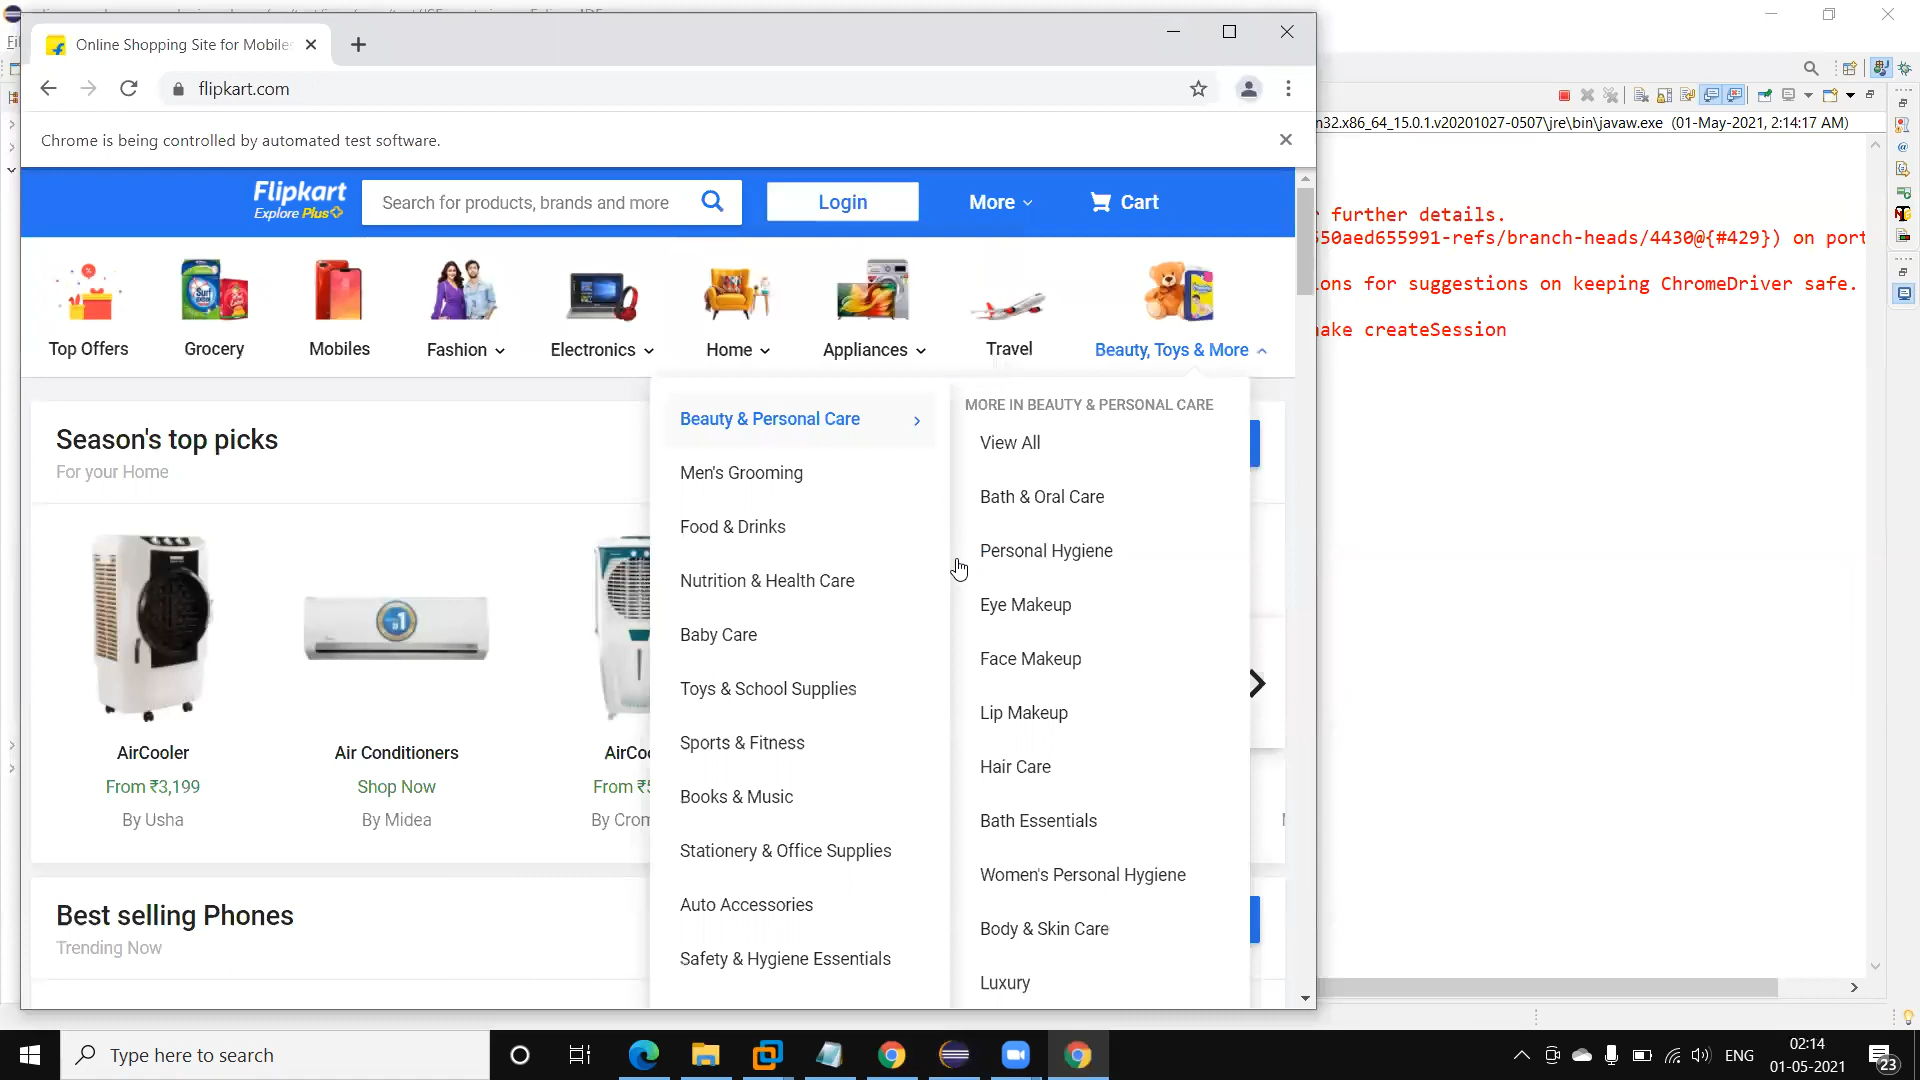 Online Shopping Site for Mobiles
flipkart.com
Chrome is being controlled by automated test software.
Flipkart
Explore Plus
Search for products, brands and more
Login
More
Cart
Top Offers
Grocery
Mobiles
Fashion
Electronics
Home
Appliances
Travel
Beauty, Toys & More
Season's top picks
For your Home
AirCooler
From ₹3,199
By Usha
Air Conditioners
Shop Now
By Midea
AirCoo
From ₹5
By Crom
Best selling Phones
Trending Now
Beauty & Personal Care
Men's Grooming
Food & Drinks
Nutrition & Health Care
Baby Care
Toys & School Supplies
Sports & Fitness
Books & Music
Stationery & Office Supplies
Auto Accessories
Safety & Hygiene Essentials
MORE IN BEAUTY & PERSONAL CARE
View All
Bath & Oral Care
Personal Hygiene
Eye Makeup
Face Makeup
Lip Makeup
Hair Care
Bath Essentials
Women's Personal Hygiene
Body & Skin Care
Luxury
n32.x86_64_15.0.1.v20201027-0507\jre\bin\javaw.exe (01-May-2021, 2:14:17 AM)
further details.
50aed655991-refs/branch-heads/4430@{#429}) on port
ons for suggestions on keeping ChromeDriver safe.
ake createSession
Type here to search
ENG
02:14
01-05-2021
23